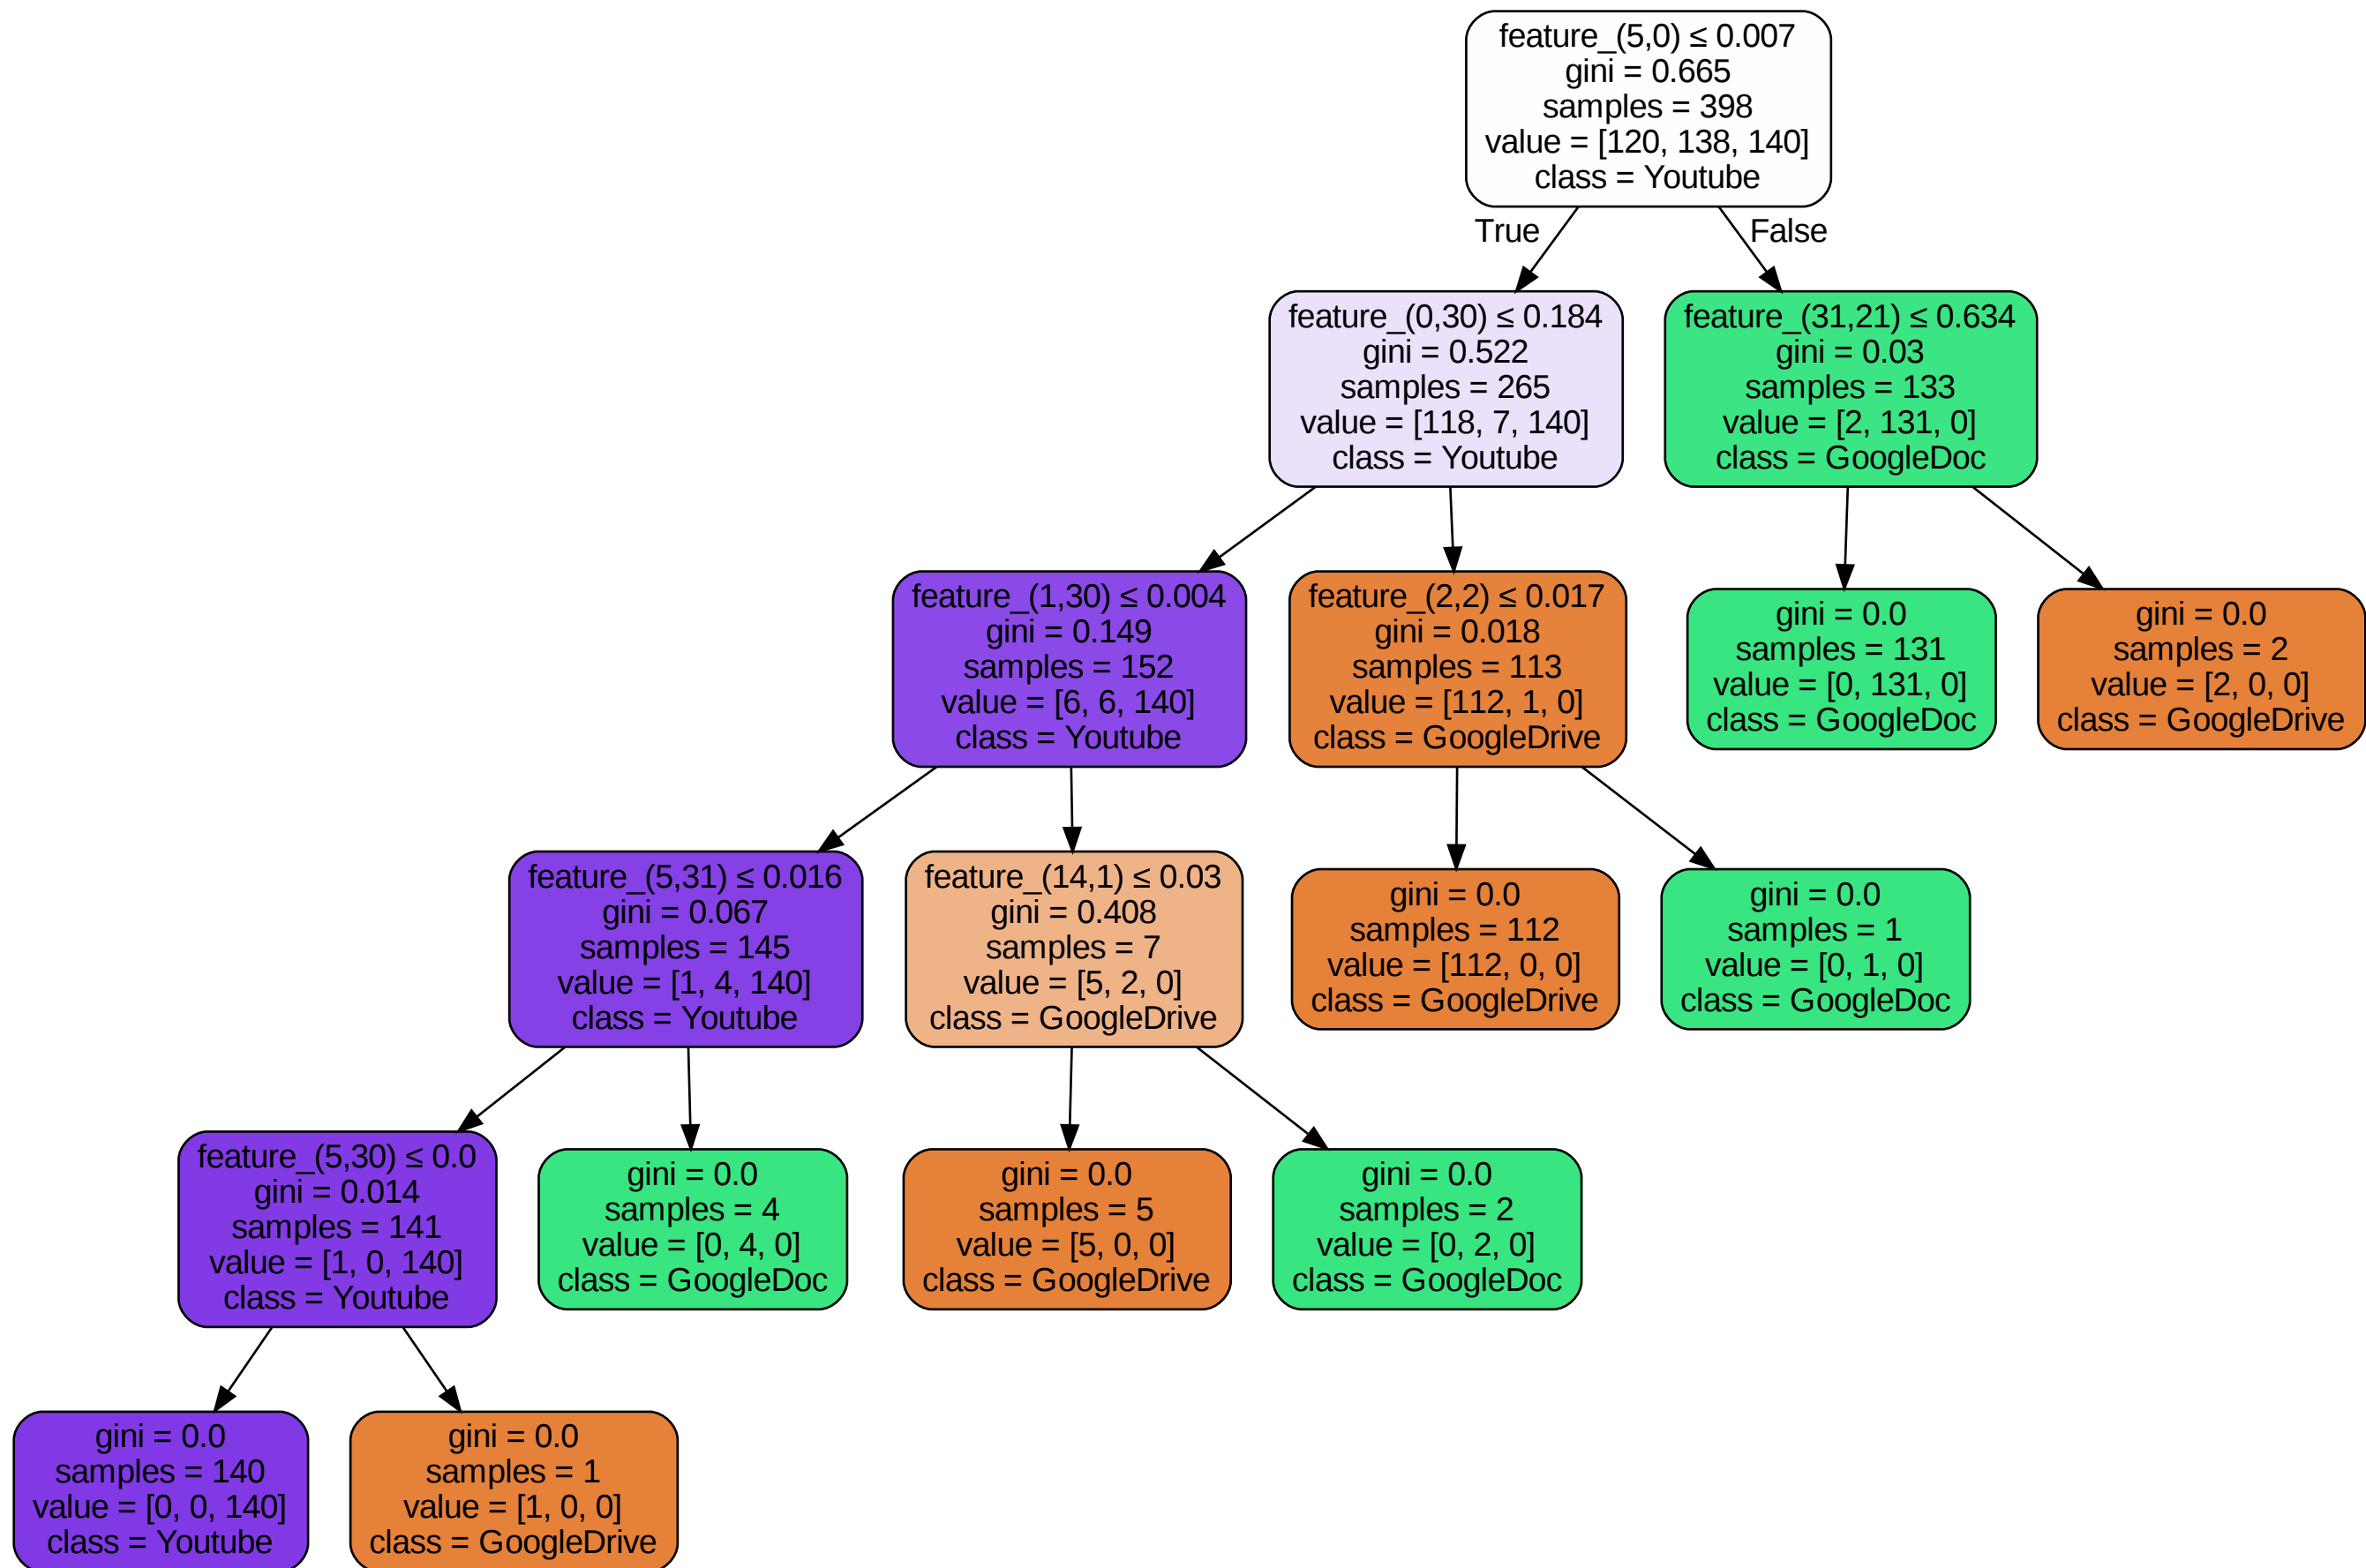 feature_(5,0) ≤ 0.007
gini = 0.665
samples = 398
value = [120, 138, 140]
class = Youtube
True
False
feature_(0,30) ≤ 0.184
gini = 0.522
samples = 265
value = [118, 7, 140]
class = Youtube
feature_(31,21) ≤ 0.634
gini = 0.03
samples = 133
value = [2, 131, 0]
class = GoogleDoc
feature_(1,30) ≤ 0.004
gini = 0.149
samples = 152
value = [6, 6, 140]
class = Youtube
feature_(2,2) ≤ 0.017
gini = 0.018
samples = 113
value = [112, 1, 0]
class = GoogleDrive
gini = 0.0
samples = 131
value = [0, 131, 0]
class = GoogleDoc
gini = 0.0
samples = 2
value = [2, 0, 0]
class = GoogleDrive
feature_(5,31) ≤ 0.016
gini = 0.067
samples = 145
value = [1, 4, 140]
class = Youtube
feature_(14,1) ≤ 0.03
gini = 0.408
samples = 7
value = [5, 2, 0]
class = GoogleDrive
gini = 0.0
samples = 112
value = [112, 0, 0]
class = GoogleDrive
gini = 0.0
samples = 1
value = [0, 1, 0]
class = GoogleDoc
feature_(5,30) ≤ 0.0
gini = 0.014
samples = 141
value = [1, 0, 140]
class = Youtube
gini = 0.0
samples = 4
value = [0, 4, 0]
class = GoogleDoc
gini = 0.0
samples = 5
value = [5, 0, 0]
class = GoogleDrive
gini = 0.0
samples = 2
value = [0, 2, 0]
class = GoogleDoc
gini = 0.0
samples = 140
value = [0, 0, 140]
class = Youtube
gini = 0.0
samples = 1
value = [1, 0, 0]
class = GoogleDrive